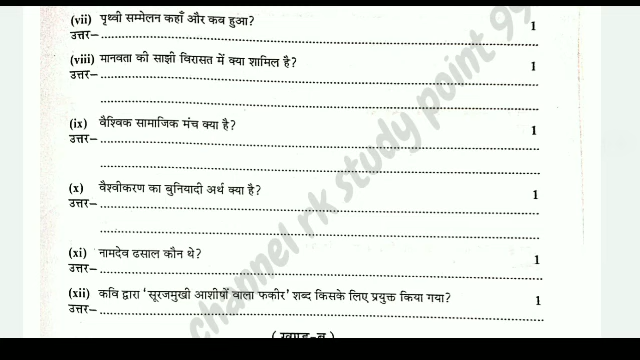 (vii) पृथ्वी सम्मेलन कहाँ और कब हुआ? 1
उत्तर–
(viii) मानवता की साझी विरासत में क्या शामिल है? 1
उत्तर–
(ix) वैश्विक सामाजिक मंच क्या है? 1
उत्तर–
(x) वैश्वीकरण का बुनियादी अर्थ क्या है? 1
उत्तर–
(xi) नामदेव ढसाल कौन थे? 1
उत्तर–
(xii) कवि द्वारा 'सूरजमुखी आशीषों वाला फकीर' शब्द किसके लिए प्रयुक्त किया गया? 1
उत्तर–
(खण्ड–ब)
channel rk study point 99